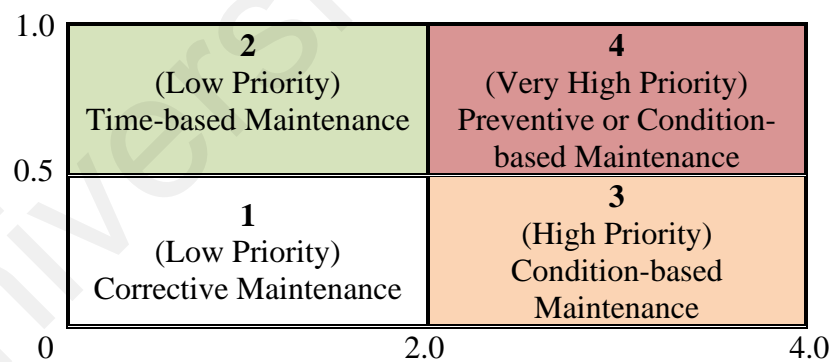 1.0
2
(Low Priority)
Time-based Maintenance
4
(Very High Priority)
Preventive or Condition-
based Maintenance
0.5
1
(Low Priority)
Corrective Maintenance
3
(High Priority)
Condition-based
Maintenance
0
2.0
4.0